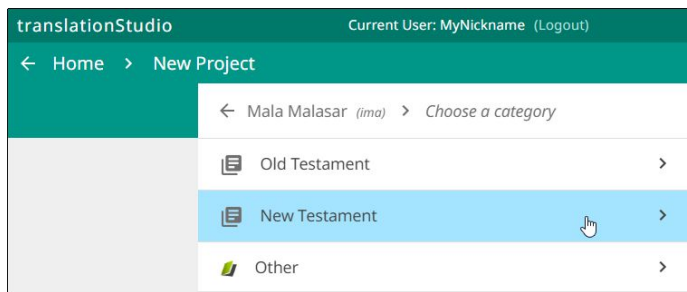 translationStudio Current User: MyNickname (Logout)
← Home > New Project
← Mala Malasar (ima) > Choose a category
Old Testament >
New Testament >
Other >